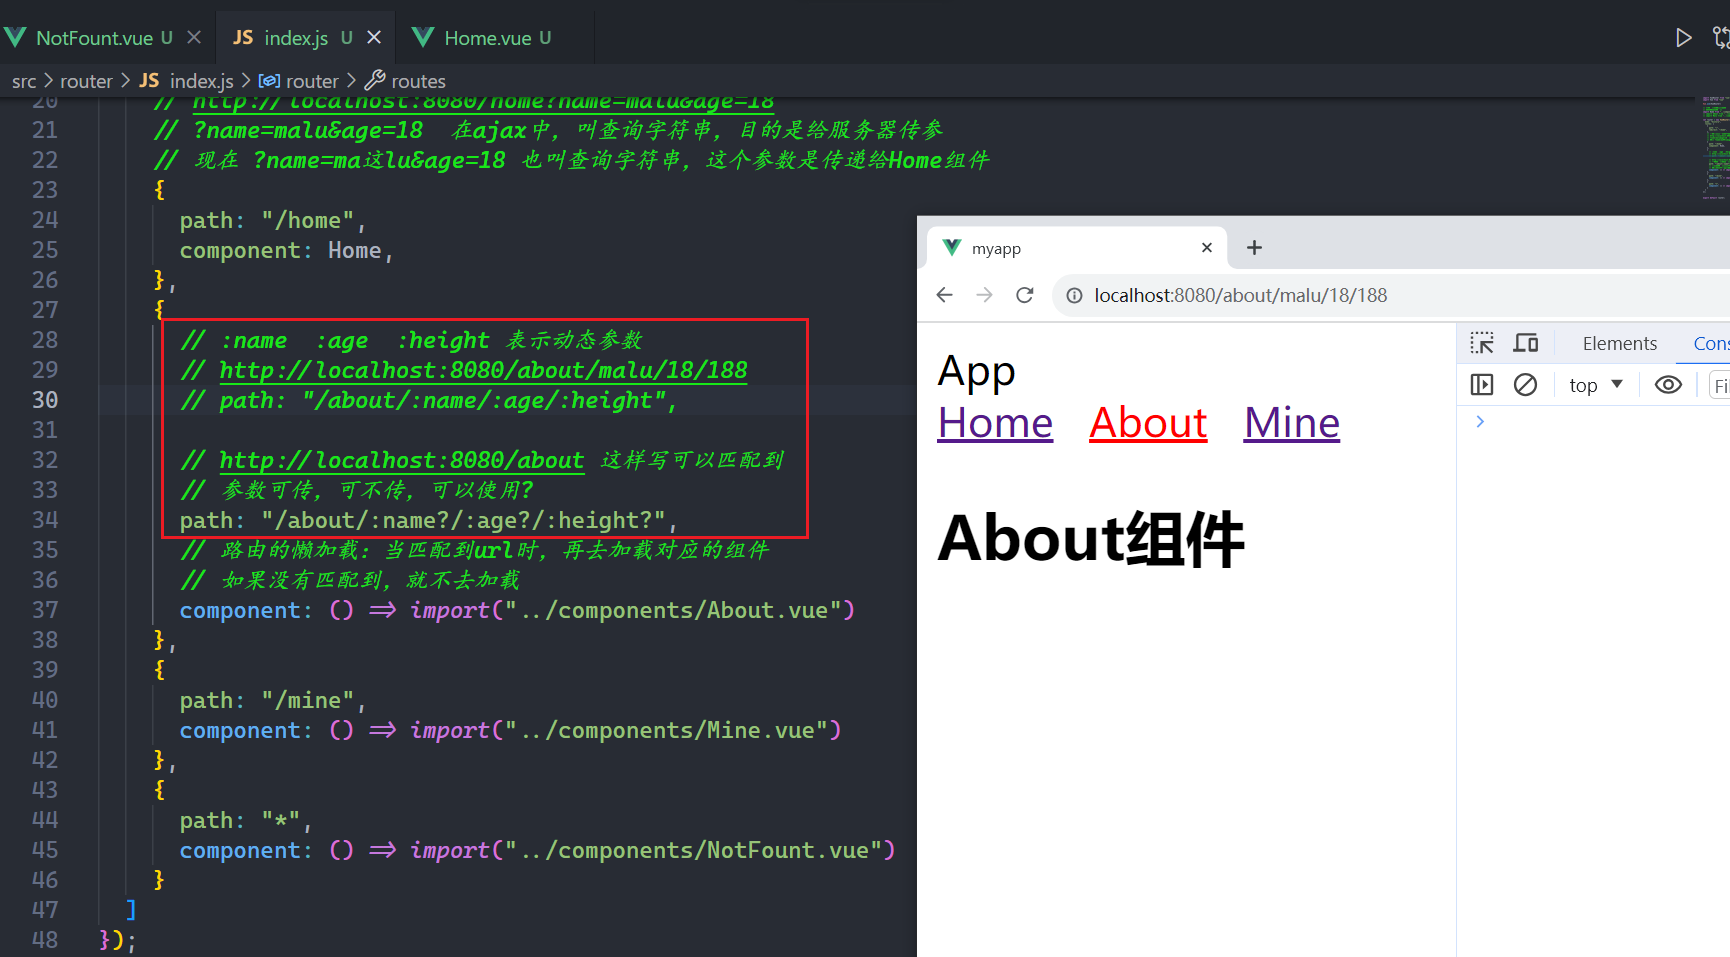 NotFount.vue U
JS index.js U
Home.vue U
src > router > JS index.js > router > routes
20 // http://localhost:8080/home?name=malu&age=18
21 // ?name=malu&age=18 在ajax中，叫查询字符串，目的是给服务器传参
22 // 现在 ?name=ma这lu&age=18 也叫查询字符串，这个参数是传递给Home组件
23 {
24 path: "/home",
25 component: Home,
26 },
27 {
28 // :name :age :height 表示动态参数
29 // http://localhost:8080/about/malu/18/188
30 // path: "/about/:name/:age/:height",
31
32 // http://localhost:8080/about 这样写可以匹配到
33 // 参数可传，可不传，可以使用?
34 path: "/about/:name?/:age?/:height?",
35 // 路由的懒加载：当匹配到url时，再去加载对应的组件
36 // 如果没有匹配到，就不去加载
37 component: () => import("../components/About.vue")
38 },
39 {
40 path: "/mine",
41 component: () => import("../components/Mine.vue")
42 },
43 {
44 path: "*",
45 component: () => import("../components/NotFount.vue")
46 }
47 ]
48 });
myapp
localhost:8080/about/malu/18/188
Elements Cons
top Fi
App
Home About Mine
About组件